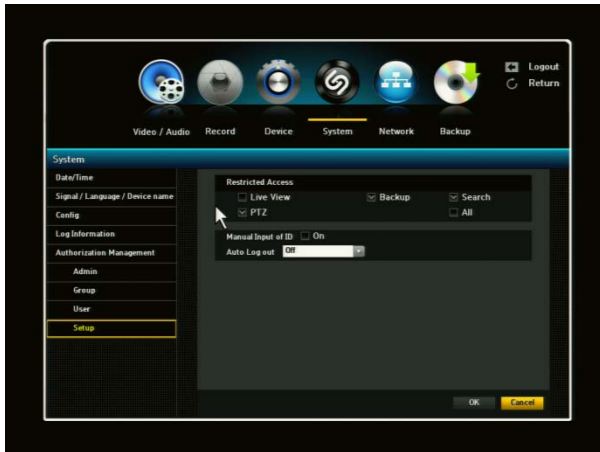 Logout
Return
Video / Audio Record Device System Network Backup
System
Date/Time
Signal / Language / Device name
Config
Log Information
Authorization Management
Admin
Group
User
Setup
Restricted Access
Live View Backup Search
PTZ All
Manual Input of ID On
Auto Log out Off
OK Cancel